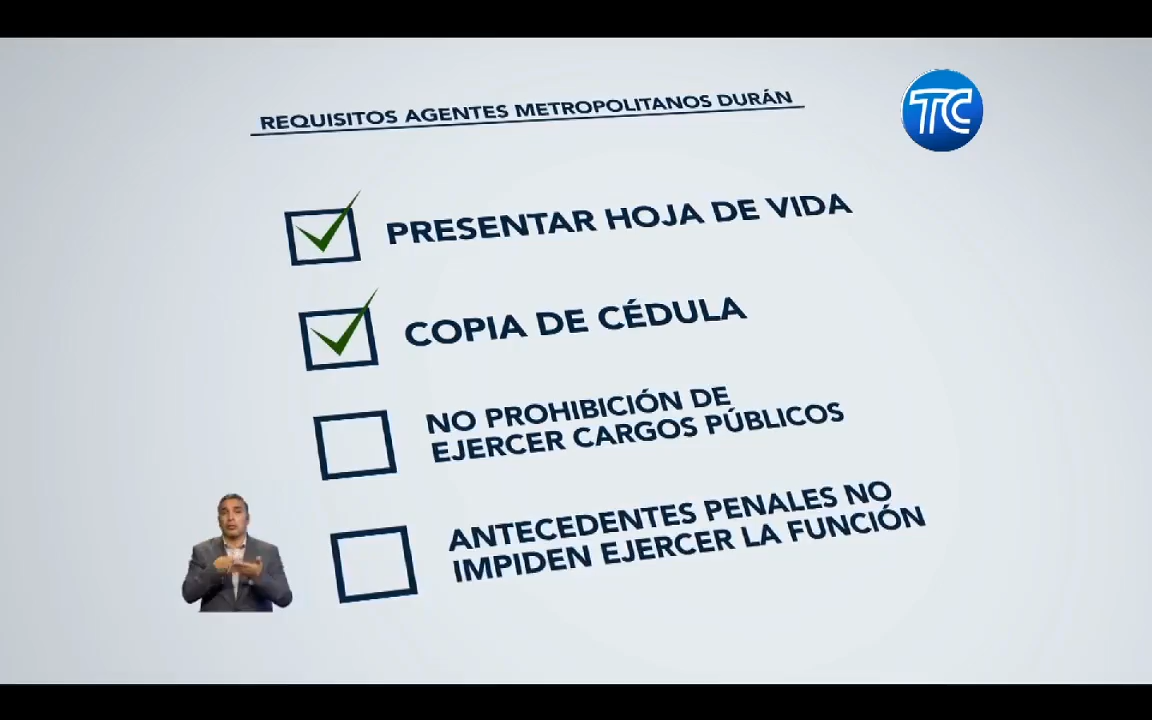 REQUISITOS AGENTES METROPOLITANOS DURÁN
TC
PRESENTAR HOJA DE VIDA
COPIA DE CÉDULA
NO PROHIBICIÓN DE
EJERCER CARGOS PÚBLICOS
ANTECEDENTES PENALES NO
IMPIDEN EJERCER LA FUNCIÓN